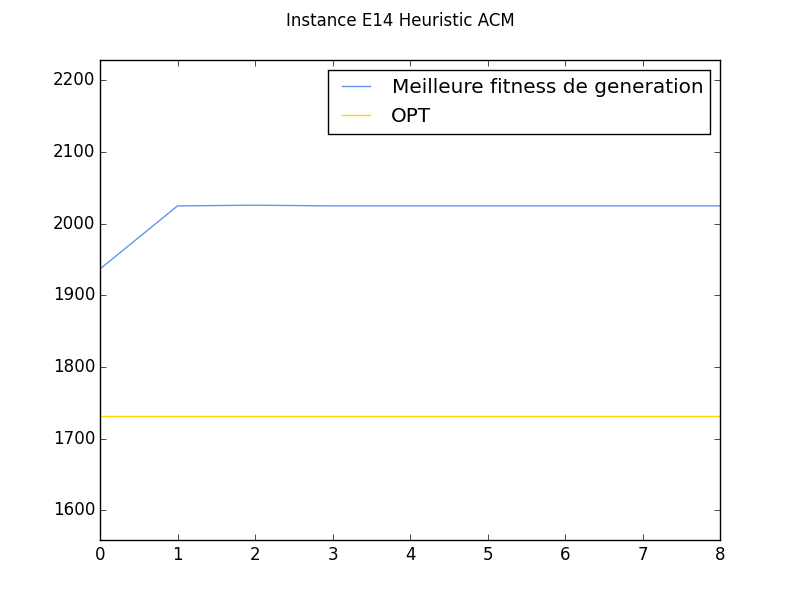 Instance E14 Heuristic ACM
Meilleure fitness de generation
OPT
2200
2100
2000
1900
1800
1700
1600
0 1 2 3 4 5 6 7 8